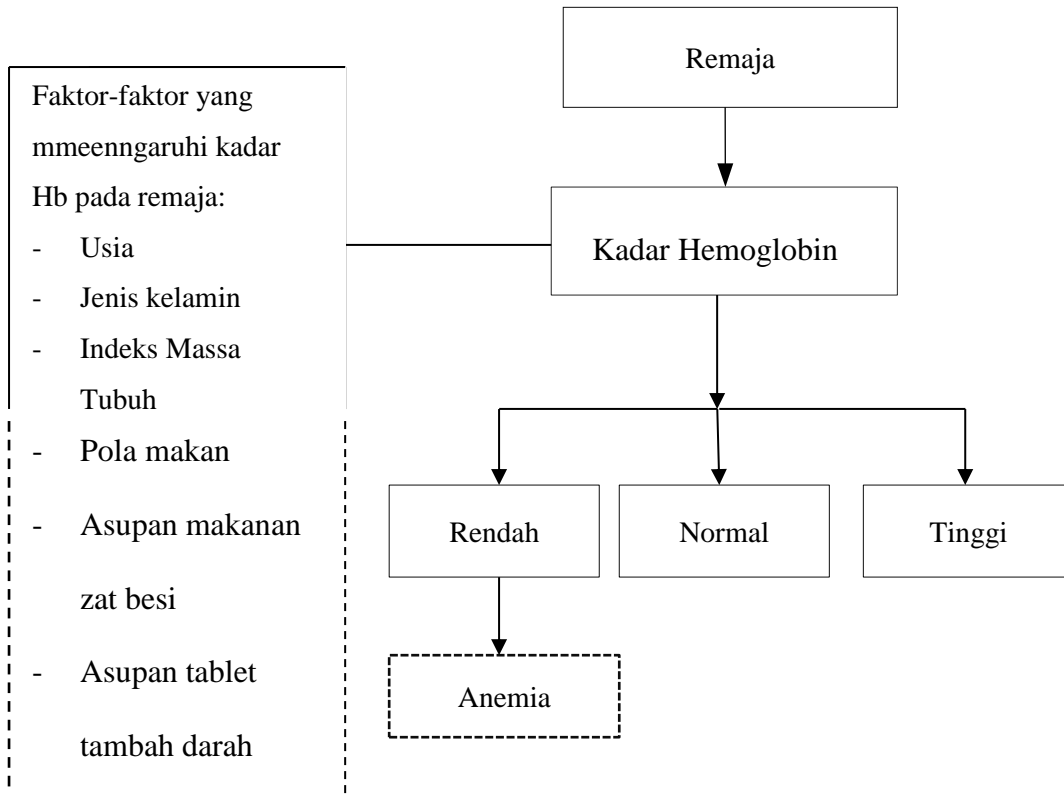 Remaja
Faktor-faktor yang
mmeenngaruhi kadar
Hb pada remaja:
- Usia
- Jenis kelamin
- Indeks Massa
Tubuh
- Pola makan
- Asupan makanan
zat besi
- Asupan tablet
tambah darah
Kadar Hemoglobin
Rendah
Normal
Tinggi
Anemia